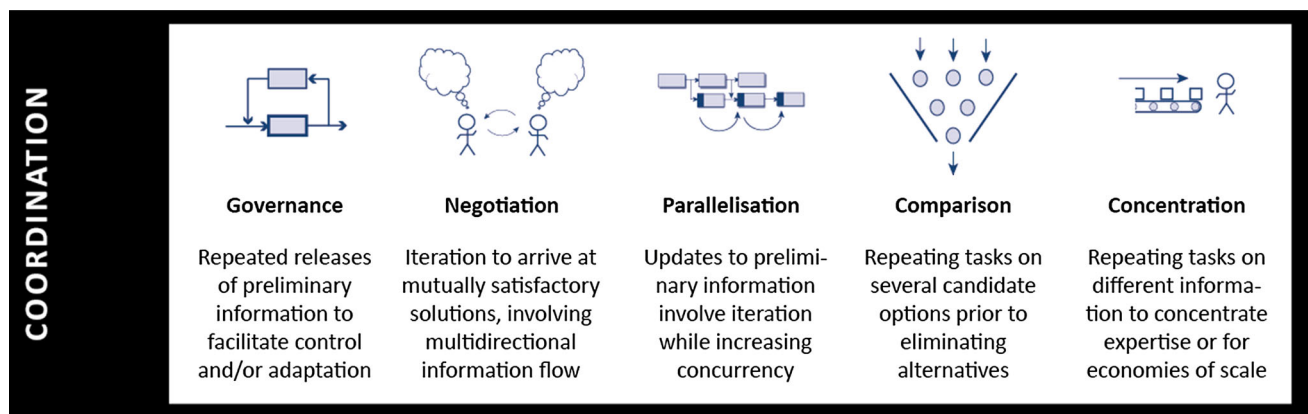 COORDINATION
Governance
Repeated releases
of preliminary
information to
facilitate control
and/or adaptation
Negotiation
Iteration to arrive at
mutually satisfactory
solutions, involving
multidirectional
information flow
Parallelisation
Updates to prelimi-
nary information
involve iteration
while increasing
concurrency
Comparison
Repeating tasks on
several candidate
options prior to
eliminating
alternatives
Concentration
Repeating tasks on
different informa-
tion to concentrate
expertise or for
economies of scale